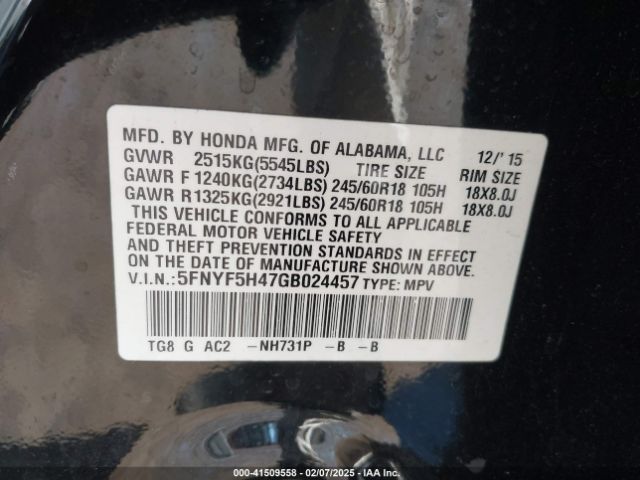 MFD. BY HONDA MFG. OF ALABAMA, LLC 12/' 15
GVWR 2515KG(5545LBS) TIRE SIZE RIM SIZE
GAWR F 1240KG(2734LBS) 245/60R18 105H 18X8.0J
GAWR R 1325KG(2921LBS) 245/60R18 105H 18X8.0J
THIS VEHICLE CONFORMS TO ALL APPLICABLE
FEDERAL MOTOR VEHICLE SAFETY
AND THEFT PREVENTION STANDARDS IN EFFECT
ON THE DATE OF MANUFACTURE SHOWN ABOVE.
V.I.N.:5FNYF5H47GB024457 TYPE: MPV
TG8 G AC2 -NH731P -B -B
000-41509558 - 02/07/2025 - IAA Inc.